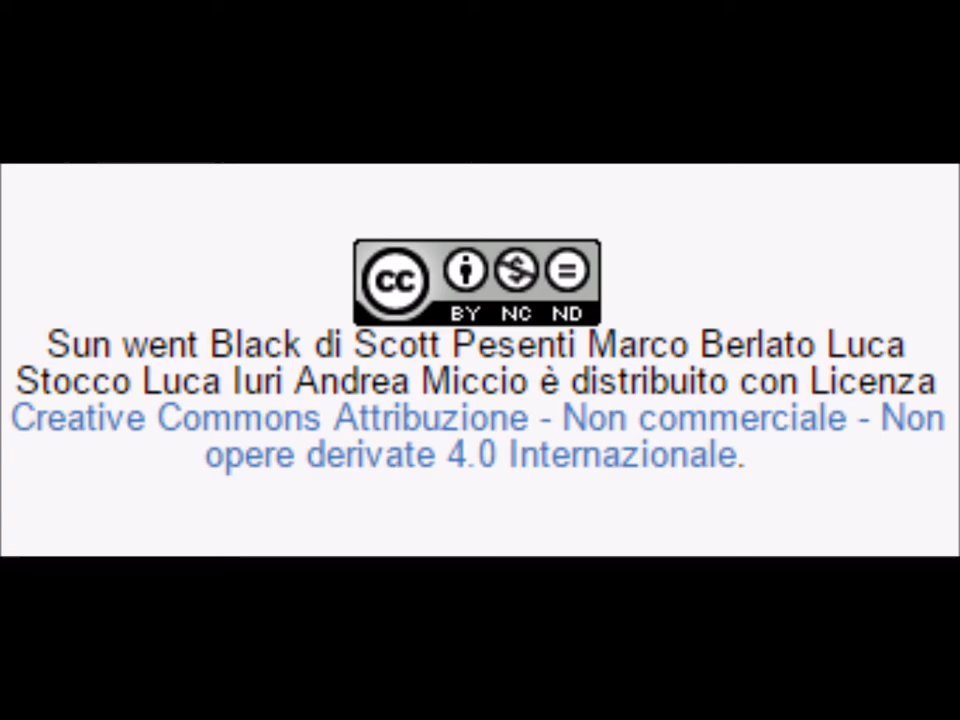 cc
BY NC ND
Sun went Black di Scott Pesenti Marco Berlato Luca
Stocco Luca Iuri Andrea Miccio è distribuito con Licenza
Creative Commons Attribuzione - Non commerciale - Non
opere derivate 4.0 Internazionale.